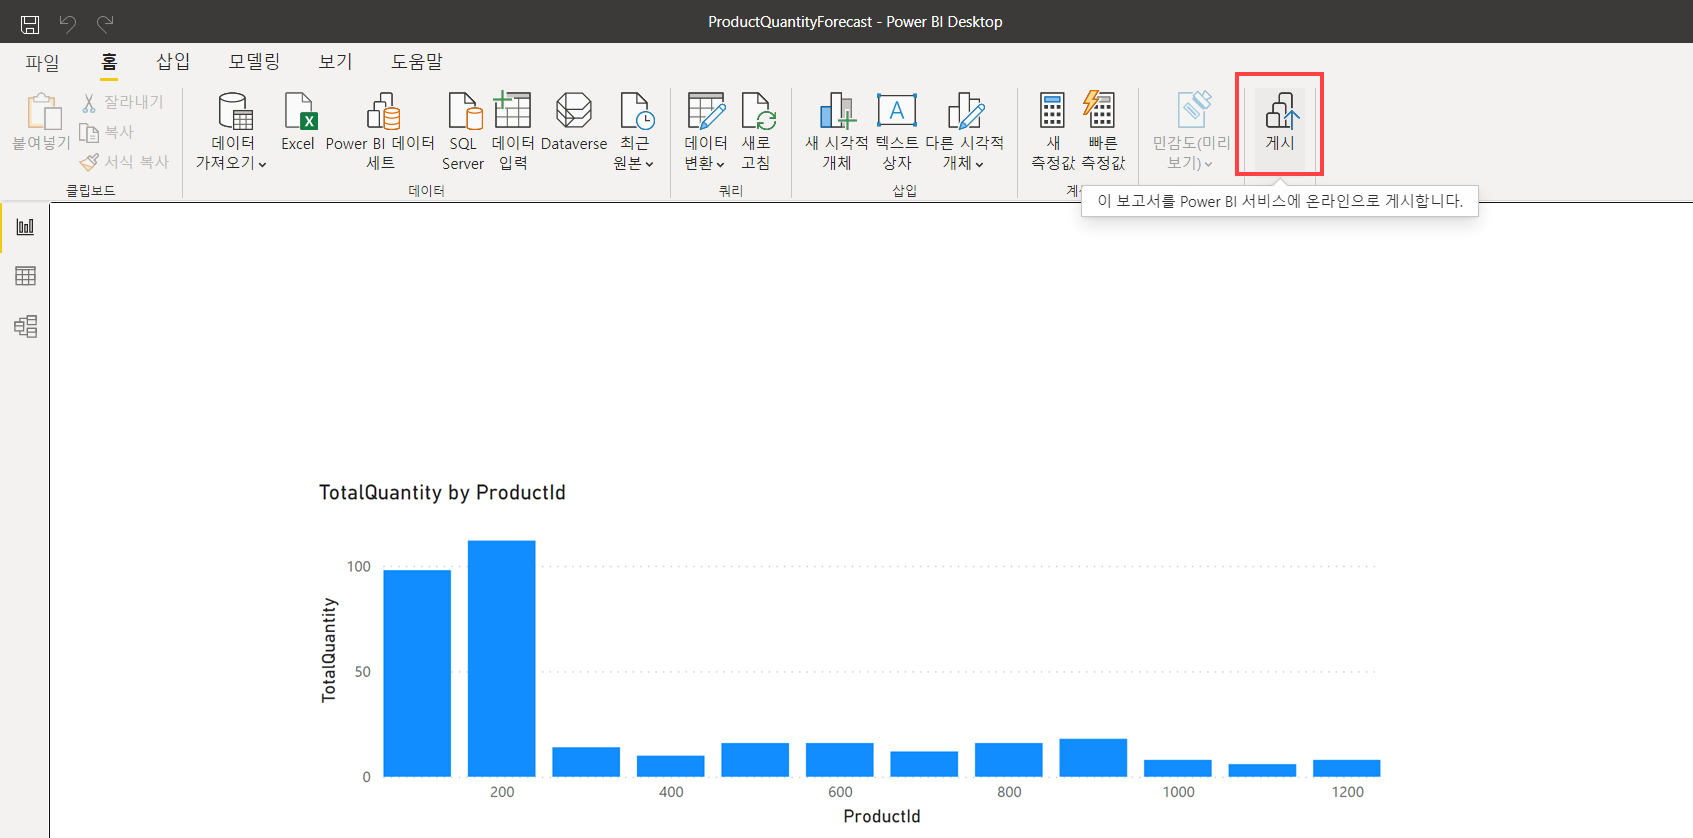 ProductQuantityForecast - Power BI Desktop
파일 홈 삽입 모델링 보기 도움말
붙여넣기
잘라내기
복사
서식 복사
클립보드
데이터
가져오기
Excel
Power BI 데이터
세트
SQL
Server
데이터
입력
Dataverse
최근
원본
데이터
데이터
변환
새로
고침
쿼리
새 시각적
개체
텍스트
상자
다른 시각적
개체
삽입
새
측정값
빠른
측정값
민감도(미리
보기)
게시
이 보고서를 Power BI 서비스에 온라인으로 게시합니다.
TotalQuantity by ProductId
TotalQuantity
100
50
0
200 400 600 800 1000 1200
ProductId